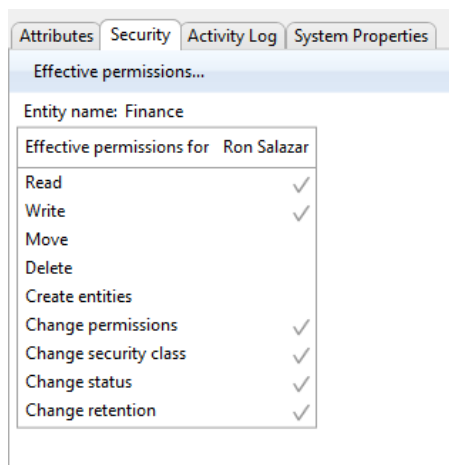 Attributes Security Activity Log System Properties
Effective permissions...
Entity name: Finance
Effective permissions for Ron Salazar
Read
Write
Move
Delete
Create entities
Change permissions
Change security class
Change status
Change retention